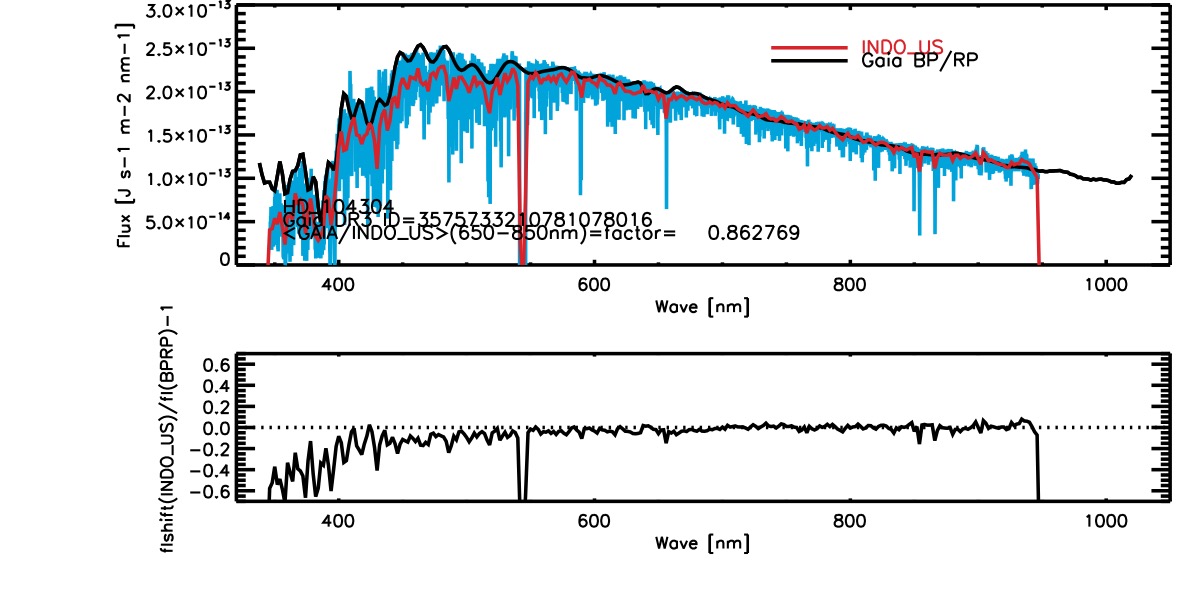 3.0×10−13
2.5×10−13
2.0×10−13
1.5×10−13
1.0×10−13
5.0×10−14
0
Flux [J s−1 m−2 nm−1]
INDO_US
Gaia BP/RP
HD 104304
Gaia DR3 ID=3575733210781078016
<GAIA/INDO_US>(650−850nm)=factor= 0.862769
400 600 800 1000
Wave [nm]
flshift(INDO_US)/fl(BPRP)−1
0.6
0.4
0.2
0.0
−0.2
−0.4
−0.6
400 600 800 1000
Wave [nm]